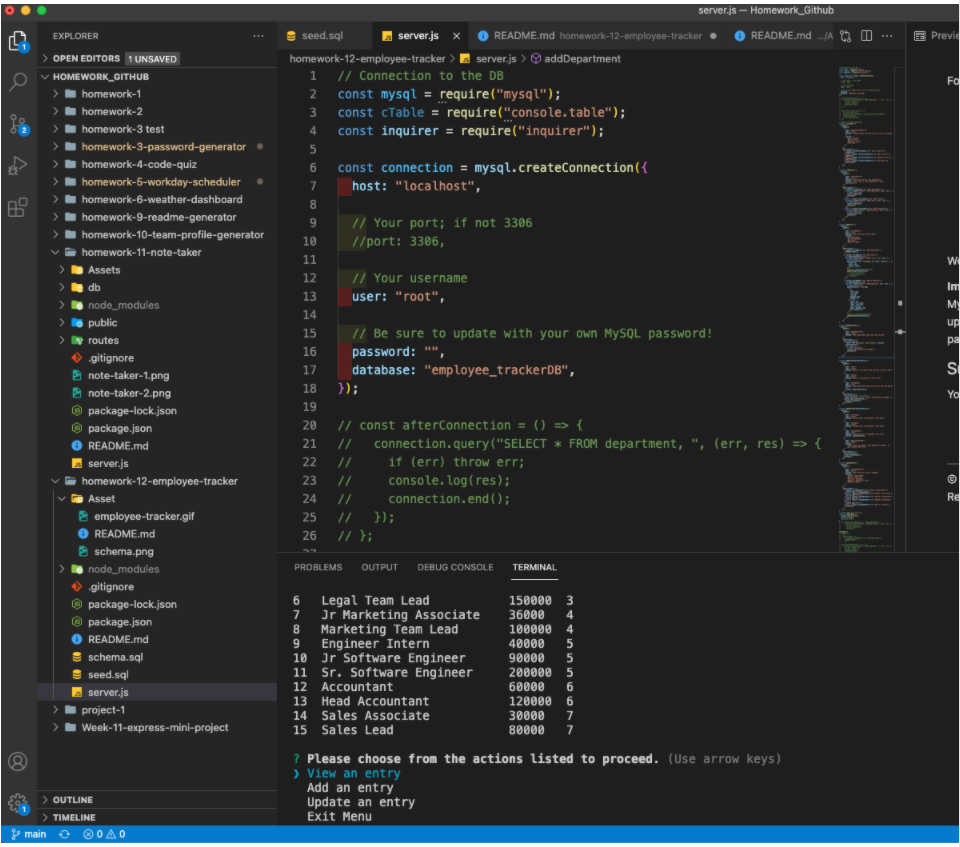 server.js — Homework_Github
EXPLORER
OPEN EDITORS 1 UNSAVED
HOMEWORK_GITHUB
homework-1
homework-2
homework-3 test
homework-3-password-generator
homework-4-code-quiz
homework-5-workday-scheduler
homework-6-weather-dashboard
homework-9-readme-generator
homework-10-team-profile-generator
homework-11-note-taker
Assets
db
node_modules
public
routes
.gitignore
note-taker-1.png
note-taker-2.png
package-lock.json
package.json
README.md
server.js
homework-12-employee-tracker
Asset
employee-tracker.gif
README.md
schema.png
node_modules
.gitignore
package-lock.json
package.json
README.md
schema.sql
seed.sql
server.js
project-1
Week-11-express-mini-project
OUTLINE
TIMELINE
1
2
1
seed.sql server.js README.md homework-12-employee-tracker README.md .../A Previe
homework-12-employee-tracker > server.js > addDepartment
1 // Connection to the DB
2 const mysql = require("mysql");
3 const cTable = require("console.table");
4 const inquirer = require("inquirer");
5
6 const connection = mysql.createConnection({
7 host: "localhost",
8
9 // Your port; if not 3306
10 //port: 3306,
11
12 // Your username
13 user: "root",
14
15 // Be sure to update with your own MySQL password!
16 password: "",
17 database: "employee_trackerDB",
18 });
19
20 // const afterConnection = () => {
21 // connection.query("SELECT * FROM department, ", (err, res) => {
22 // if (err) throw err;
23 // console.log(res);
24 // connection.end();
25 // });
26 // };
Fo
We
Im
My
up
pa
Su
Yo
©
Re
PROBLEMS OUTPUT DEBUG CONSOLE TERMINAL
6 Legal Team Lead 150000 3
7 Jr Marketing Associate 36000 4
8 Marketing Team Lead 100000 4
9 Engineer Intern 40000 5
10 Jr Software Engineer 90000 5
11 Sr. Software Engineer 200000 5
12 Accountant 60000 6
13 Head Accountant 120000 6
14 Sales Associate 30000 7
15 Sales Lead 80000 7
? Please choose from the actions listed to proceed. (Use arrow keys)
❯ View an entry
Add an entry
Update an entry
Exit Menu
main 0 0